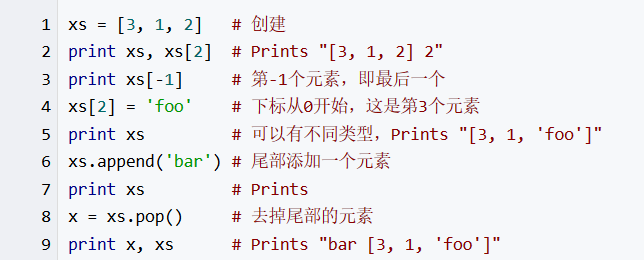 1 xs = [3, 1, 2]   # 创建
2 print xs, xs[2]  # Prints "[3, 1, 2] 2"
3 print xs[-1]     # 第-1个元素，即最后一个
4 xs[2] = 'foo'    # 下标从0开始，这是第3个元素
5 print xs         # 可以有不同类型，Prints "[3, 1, 'foo']"
6 xs.append('bar') # 尾部添加一个元素
7 print xs         # Prints
8 x = xs.pop()     # 去掉尾部的元素
9 print x, xs      # Prints "bar [3, 1, 'foo']"